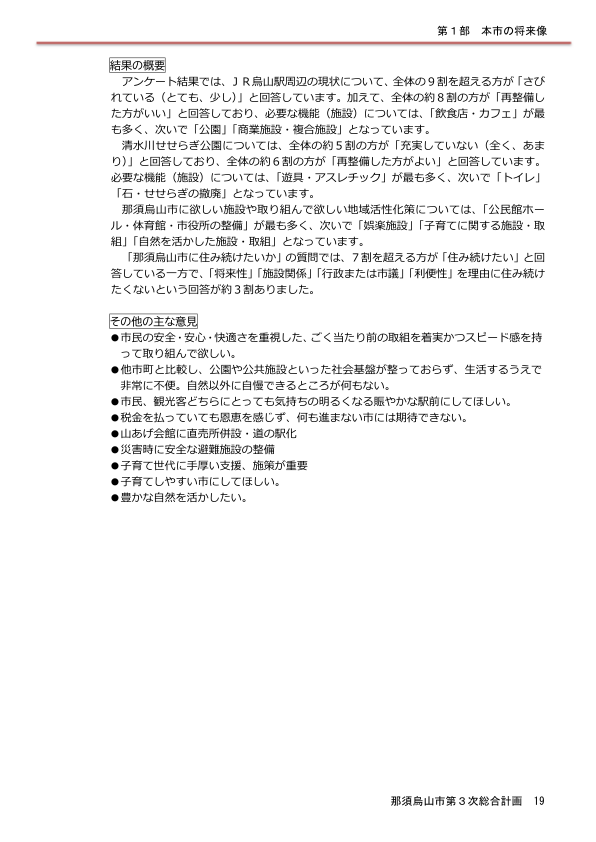 第１部　本市の将来像
結果の概要
　アンケート結果では、ＪＲ烏山駅周辺の現状について、全体の９割を超える方が「さび
れている（とても、少し）」と回答しています。加えて、全体の約８割の方が「再整備し
た方がいい」と回答しており、必要な機能（施設）については、「飲食店・カフェ」が最
も多く、次いで「公園」「商業施設・複合施設」となっています。
　清水川せせらぎ公園については、全体の約５割の方が「充実していない（全く、あま
り）」と回答しており、全体の約６割の方が「再整備した方がよい」と回答しています。
必要な機能（施設）については、「遊具・アスレチック」が最も多く、次いで「トイレ」
「石・せせらぎの撤廃」となっています。
　那須烏山市に欲しい施設や取り組んで欲しい地域活性化策については、「公民館ホー
ル・体育館・市役所の整備」が最も多く、次いで「娯楽施設」「子育てに関する施設・取
組」「自然を活かした施設・取組」となっています。
　「那須烏山市に住み続けたいか」の質問では、７割を超える方が「住み続けたい」と回
答している一方で、「将来性」「施設関係」「行政または市議」「利便性」を理由に住み続け
たくないという回答が約３割ありました。
その他の主な意見
●市民の安全・安心・快適さを重視した、ごく当たり前の取組を着実かつスピード感を持
って取り組んで欲しい。
●他市町と比較し、公園や公共施設といった社会基盤が整っておらず、生活するうえで
非常に不便。自然以外に自慢できるところが何もない。
●市民、観光客どちらにとっても気持ちの明るくなる賑やかな駅前にしてほしい。
●税金を払っていても恩恵を感じず、何も進まない市には期待できない。
●山あげ会館に直売所併設・道の駅化
●災害時に安全な避難施設の整備
●子育て世代に手厚い支援、施策が重要
●子育てしやすい市にしてほしい。
●豊かな自然を活かしたい。
那須烏山市第３次総合計画　19